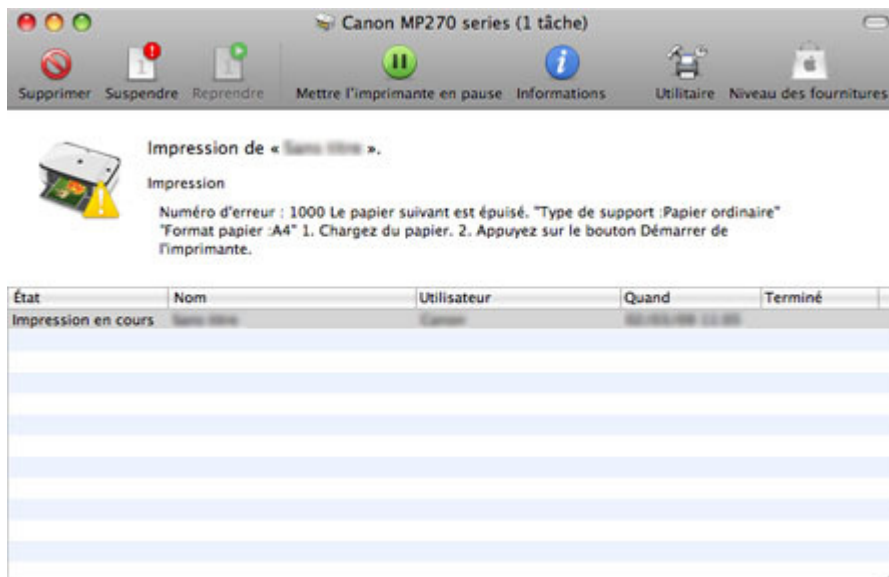 Canon MP270 series (1 tâche)
Supprimer Suspendre Reprendre Mettre l'imprimante en pause Informations Utilitaire Niveau des fournitures
Impression de « ».
Impression
Numéro d'erreur : 1000 Le papier suivant est épuisé. "Type de support :Papier ordinaire"
"Format papier :A4" 1. Chargez du papier. 2. Appuyez sur le bouton Démarrer de
l'imprimante.
État Nom Utilisateur Quand Terminé
Impression en cours